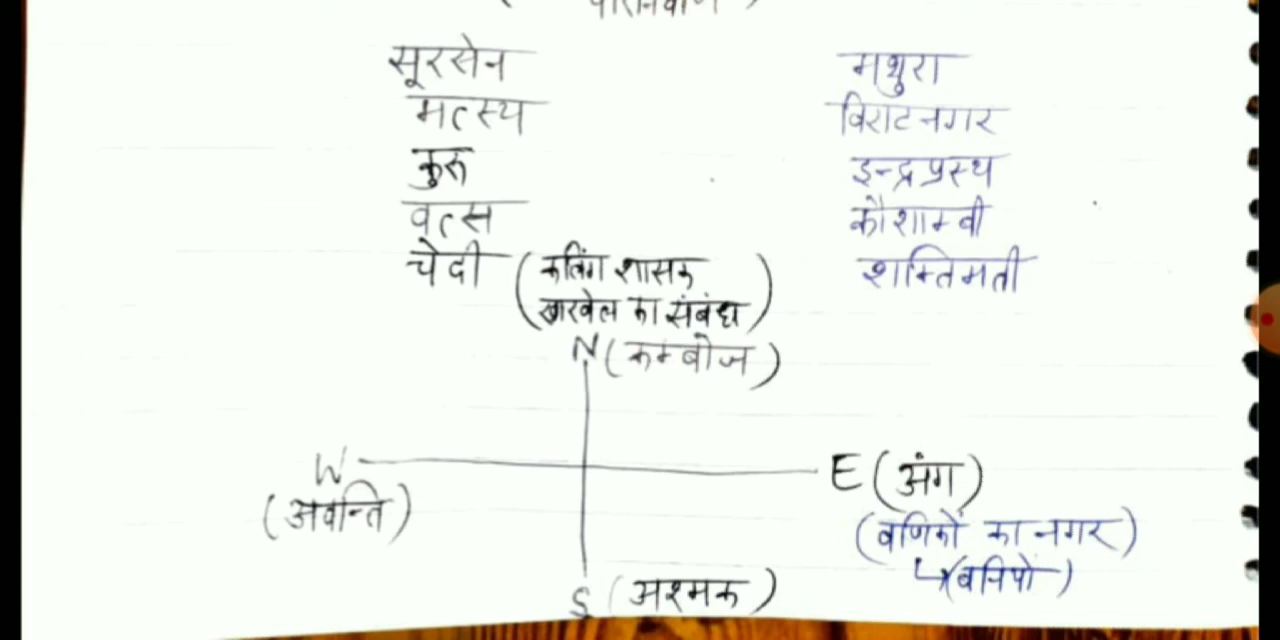 सूरसेन मथुरा
मत्स्य विराटनगर
कुरू इन्द्रप्रस्थ
वत्स कौशाम्बी
चेदी (कलिंग शासक शक्तिमती
खारवेल का संबंध)
N (कम्बोज)
W E (अंग)
(अवन्ति) (वणिकों का नगर)
↳(बनियो)
S (अश्मक)